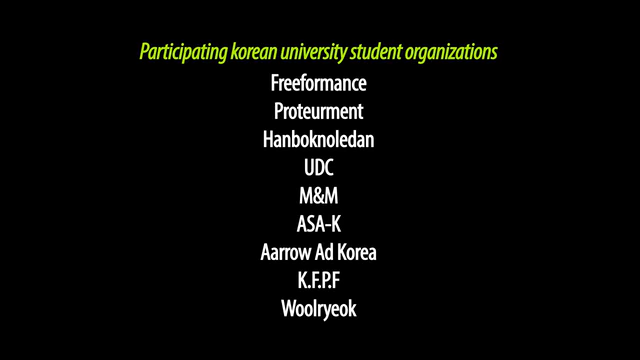 Participating korean university student organizations
Freeformance
Proteurment
Hanboknoledan
UDC
M&M
ASA-K
Aarrow Ad Korea
K.F.P.F
Woolryeok